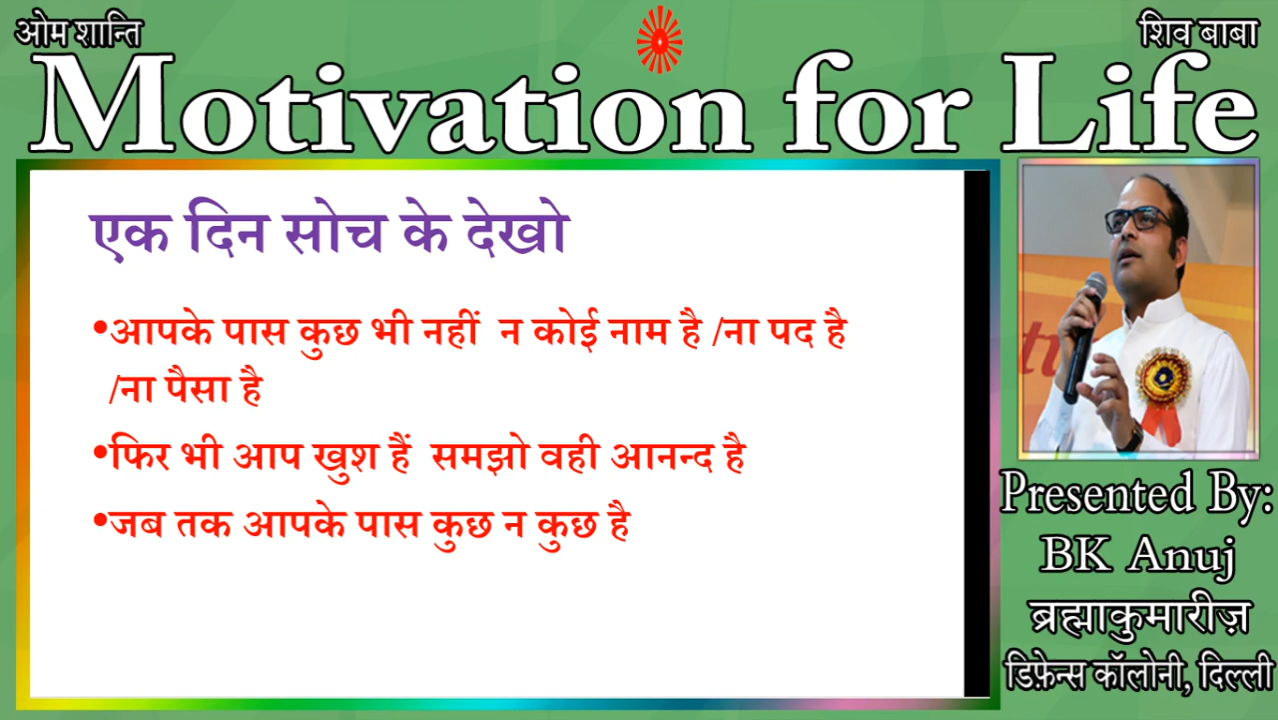 ओम शान्ति
शिव बाबा
Motivation for Life
एक दिन सोच के देखो
•आपके पास कुछ भी नहीं न कोई नाम है /ना पद है
/ना पैसा है
•फिर भी आप खुश हैं समझो वही आनन्द है
•जब तक आपके पास कुछ न कुछ है
Presented By:
BK Anuj
ब्रह्माकुमारीज़
डिफ़ेन्स कॉलोनी, दिल्ली